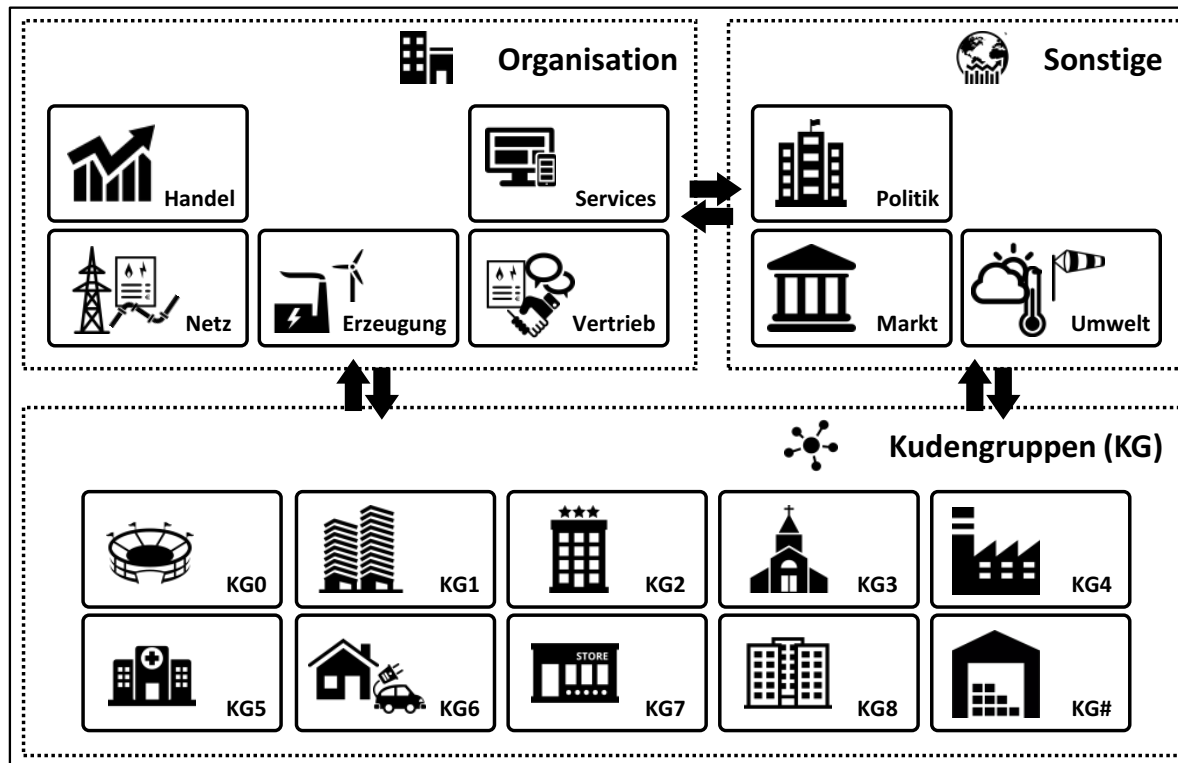 Organisation
Sonstige
Handel
Services
Politik
Netz
Erzeugung
Vertrieb
Markt
Umwelt
Kudengruppen (KG)
KG0
KG1
KG2
KG3
KG4
KG5
KG6
STORE
KG7
KG8
KG#